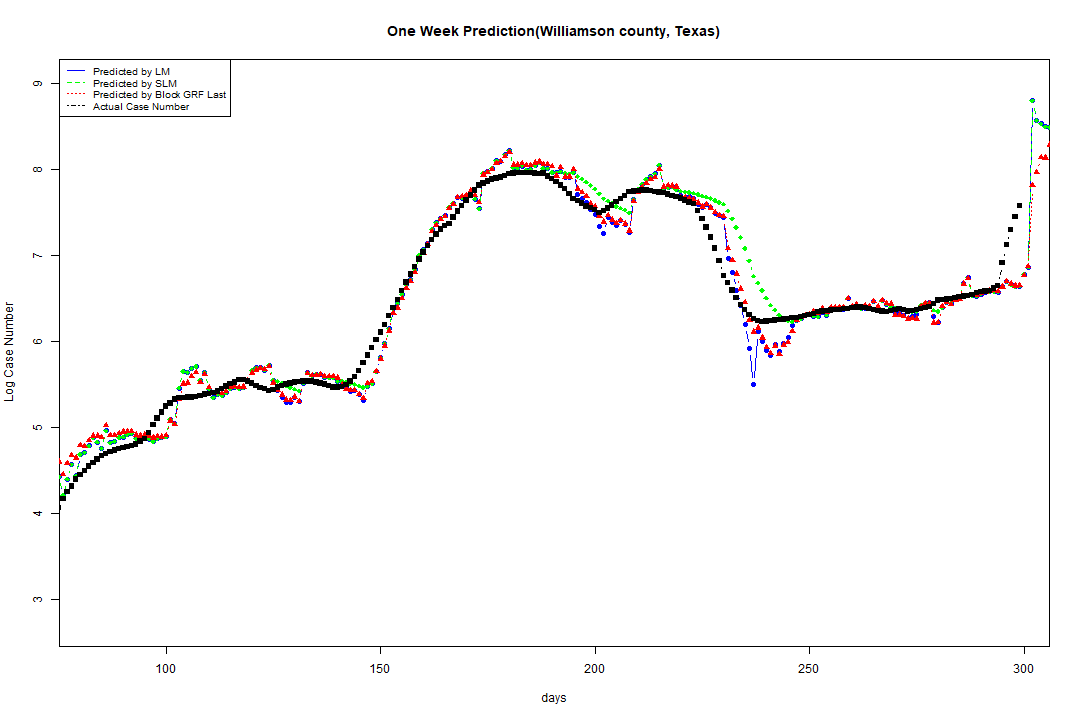 One Week Prediction(Williamson county, Texas)
Predicted by LM
Predicted by SLM
Predicted by Block GRF Last
Actual Case Number
9
8
7
6
5
4
3
Log Case Number
100 150 200 250 300
days